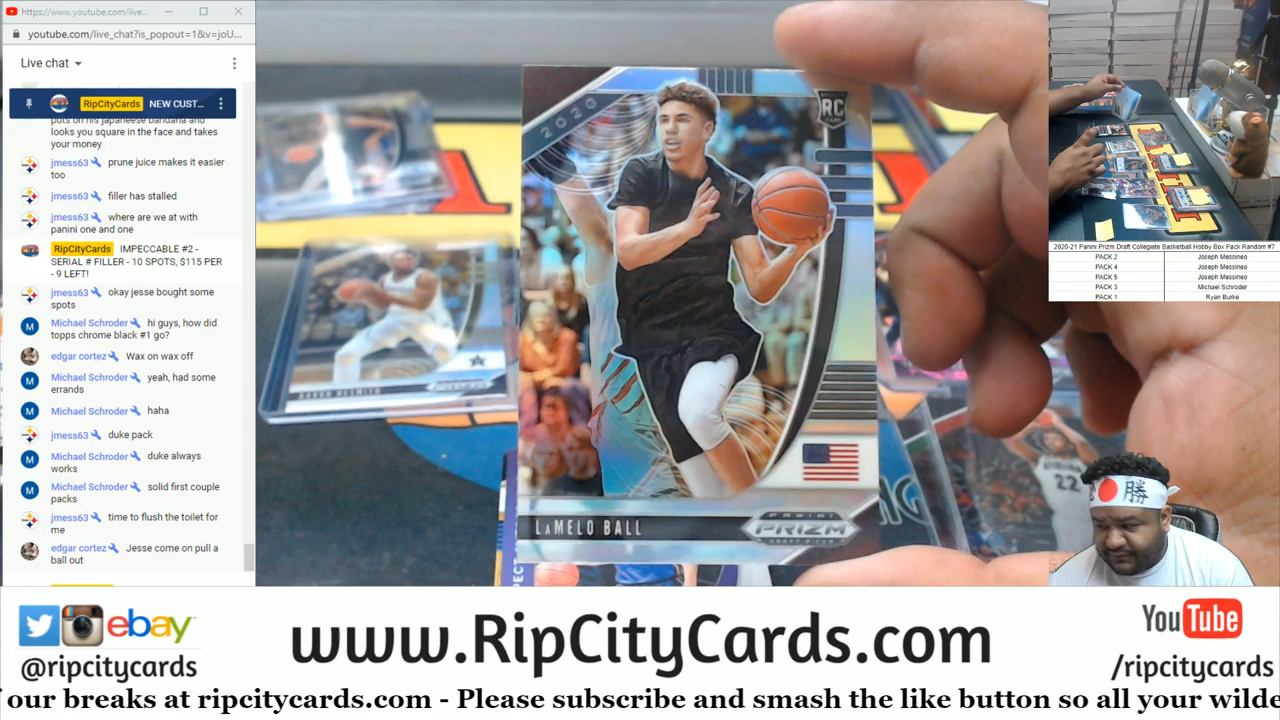 https://www.youtube.com/live...
youtube.com/live_chat?is_popout=1&v=joU...
Live chat
RipCityCards NEW CUST...
puts on his japaneese bandana and
looks you square in the face and takes
your money
jmess63 prune juice makes it easier
too
jmess63 filler has stalled
jmess63 where are we at with
panini one and one
RipCityCards IMPECCABLE #2 -
SERIAL # FILLER - 10 SPOTS, $115 PER
- 9 LEFT!
jmess63 okay jesse bought some
spots
Michael Schroder hi guys, how did
topps chrome black #1 go?
edgar cortez Wax on wax off
Michael Schroder yeah, had some
errands
Michael Schroder haha
jmess63 duke pack
Michael Schroder duke always
works
Michael Schroder solid first couple
packs
jmess63 time to flush the toilet for
me
edgar cortez Jesse come on pull a
ball out
2020
RC
LaMELO BALL
PANINI
PRIZM
DRAFT PICKS
AARON NESMITH
22
勝
2020-21 Panini Prizm Draft Collegiate Basketball Hobby Box Pack Random #7
PACK 2 Joseph Messineo
PACK 4 Joseph Messineo
PACK 5 Joseph Messineo
PACK 3 Michael Schroder
PACK 1 Ryan Burke
ebay
@ripcitycards
www.RipCityCards.com
YouTube
/ripcitycards
f our breaks at ripcitycards.com - Please subscribe and smash the like button so all your wilde